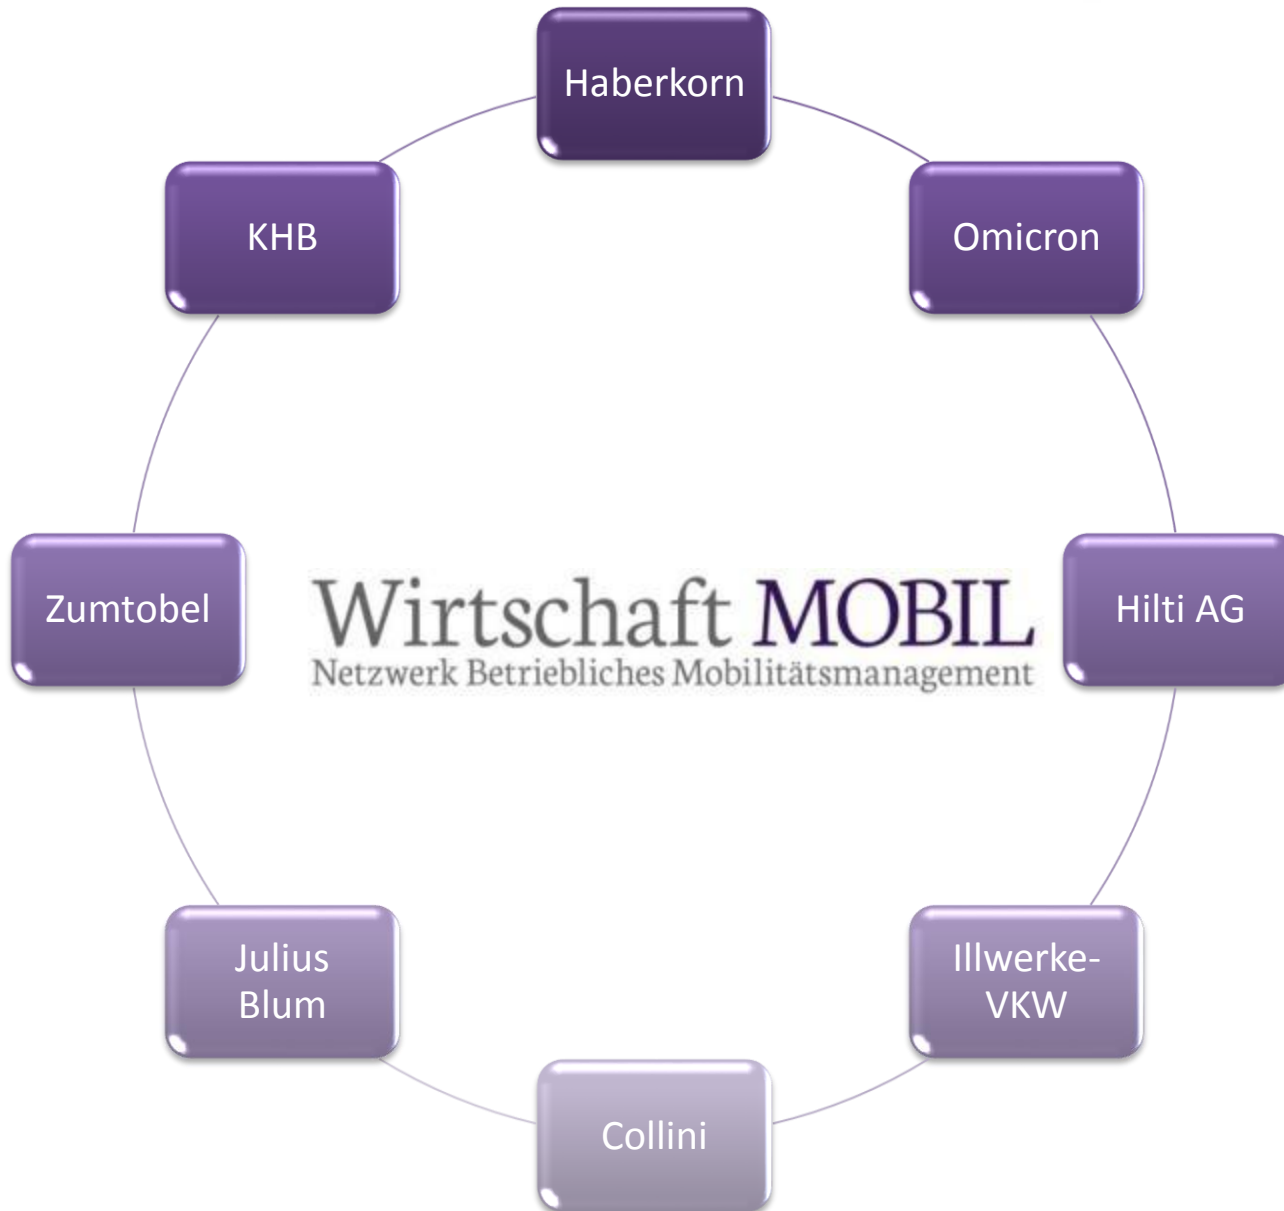 Haberkorn
KHB
Omicron
Zumtobel
Wirtschaft MOBIL
Netzwerk Betriebliches Mobilitätsmanagement
Hilti AG
Julius
Blum
Illwerke-
VKW
Collini